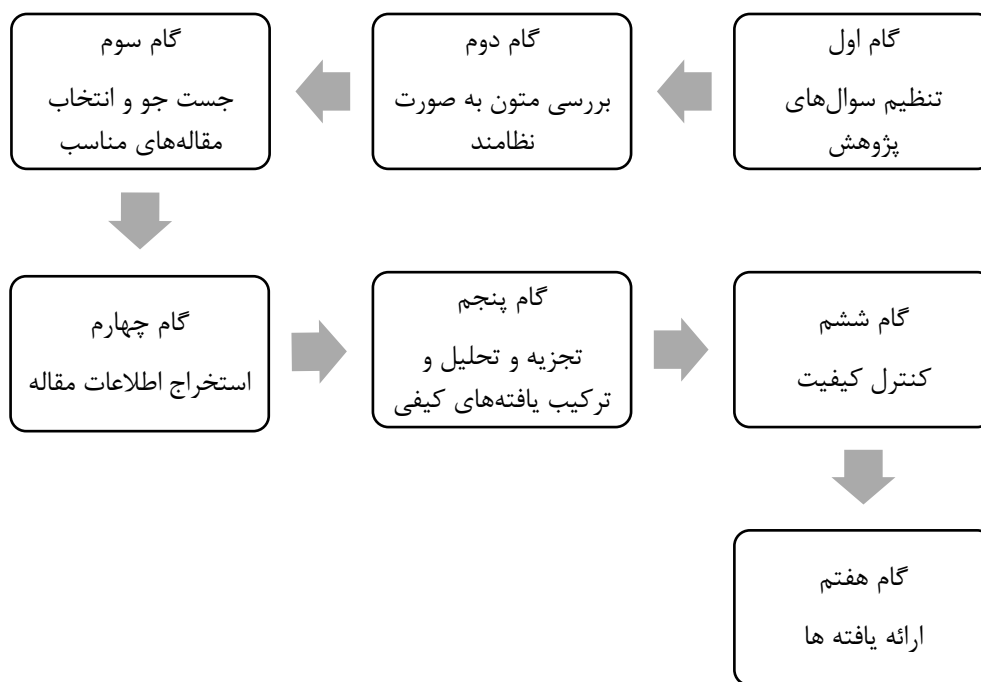 گام اول
تنظیم سوال‌های
پژوهش
گام دوم
بررسی متون به صورت
نظامند
گام سوم
جست جو و انتخاب
مقاله‌های مناسب
گام چهارم
استخراج اطلاعات مقاله
گام پنجم
تجزیه و تحلیل و
ترکیب یافته‌های کیفی
گام ششم
کنترل کیفیت
گام هفتم
ارائه یافته ها